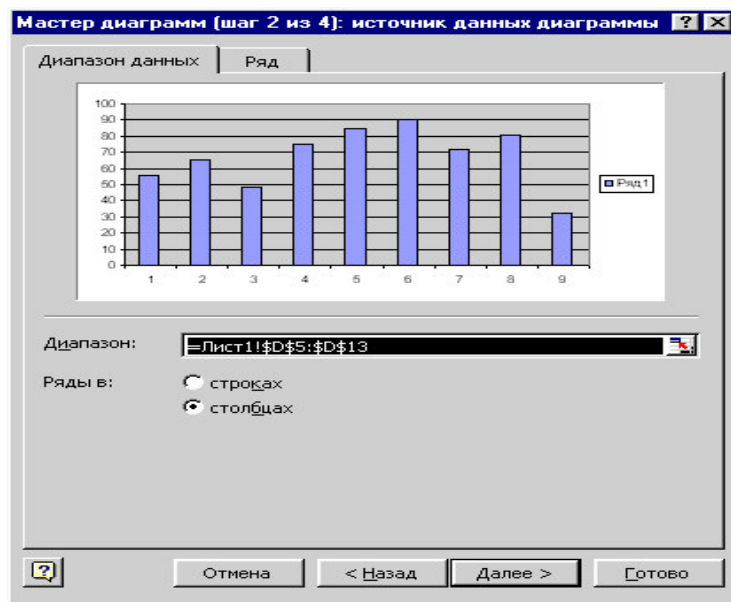 Мастер диаграмм (шаг 2 из 4): источник данных диаграммы
Диапазон данных
Ряд
100
90
80
70
60
50
40
30
20
10
0
1 2 3 4 5 6 7 8 9
Ряд1
Диапазон:
=Лист1!$D$5:$D$13
Ряды в:
строках
столбцах
Отмена
< Назад
Далее >
Готово